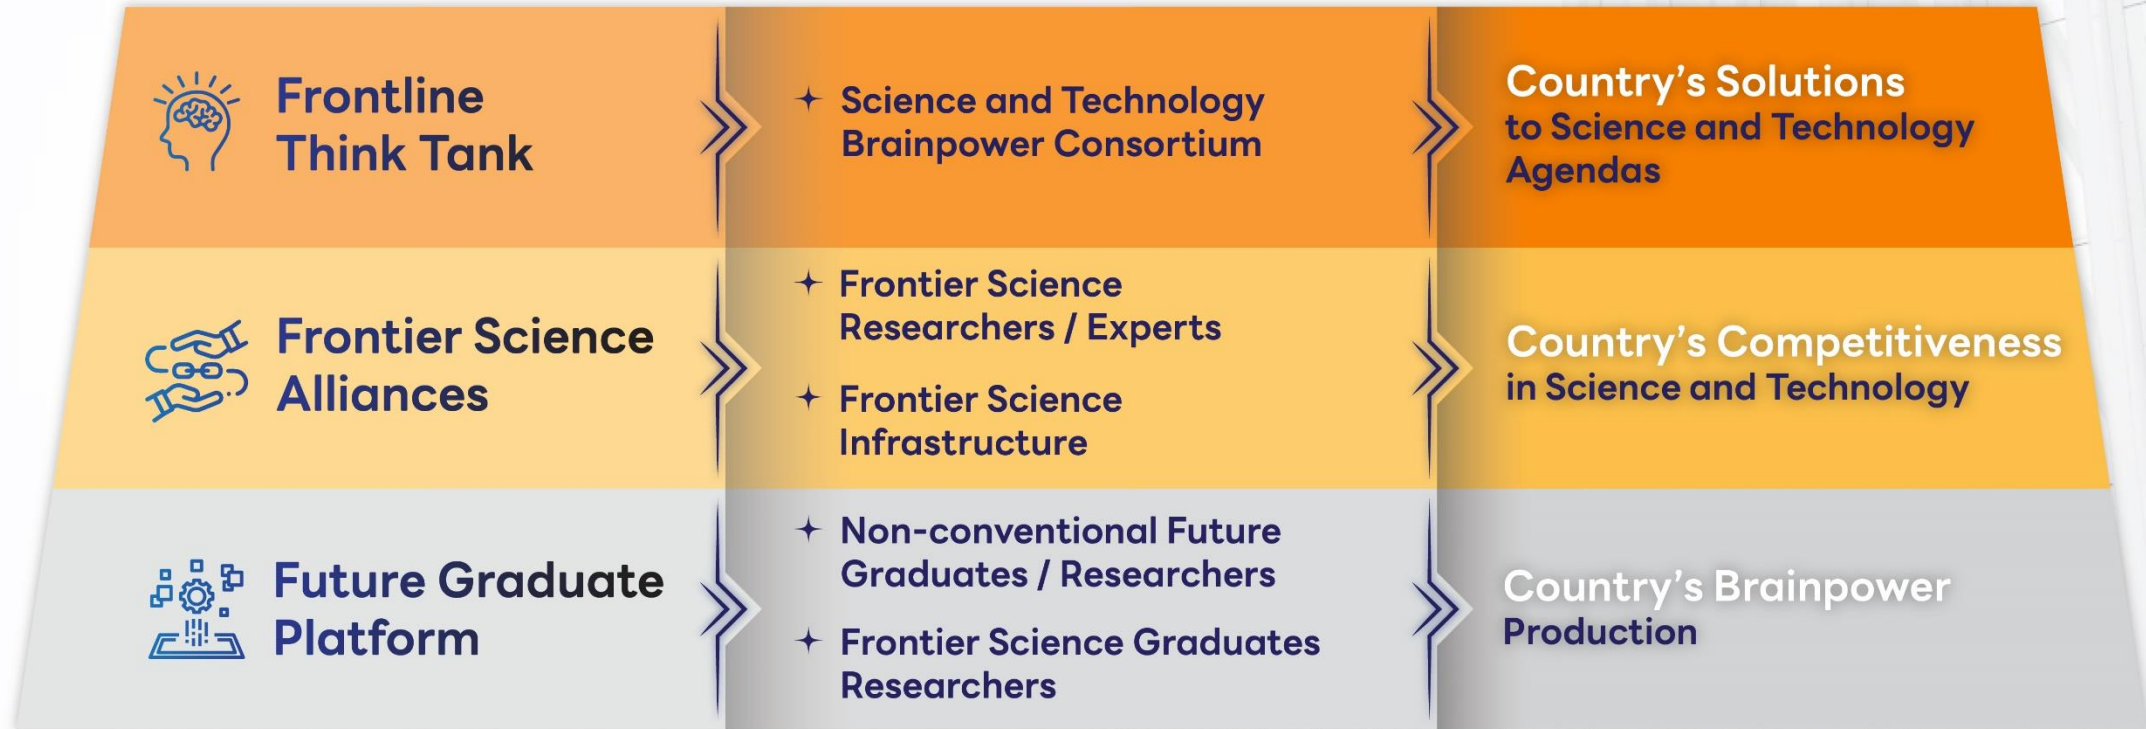 Frontline
Think Tank
Science and Technology
Brainpower Consortium
Country's Solutions
to Science and Technology
Agendas
Frontier Science
Alliances
Frontier Science
Researchers / Experts
Frontier Science
Infrastructure
Country's Competitiveness
in Science and Technology
Future Graduate
Platform
Non-conventional Future
Graduates / Researchers
Frontier Science Graduates
Researchers
Country's Brainpower
Production